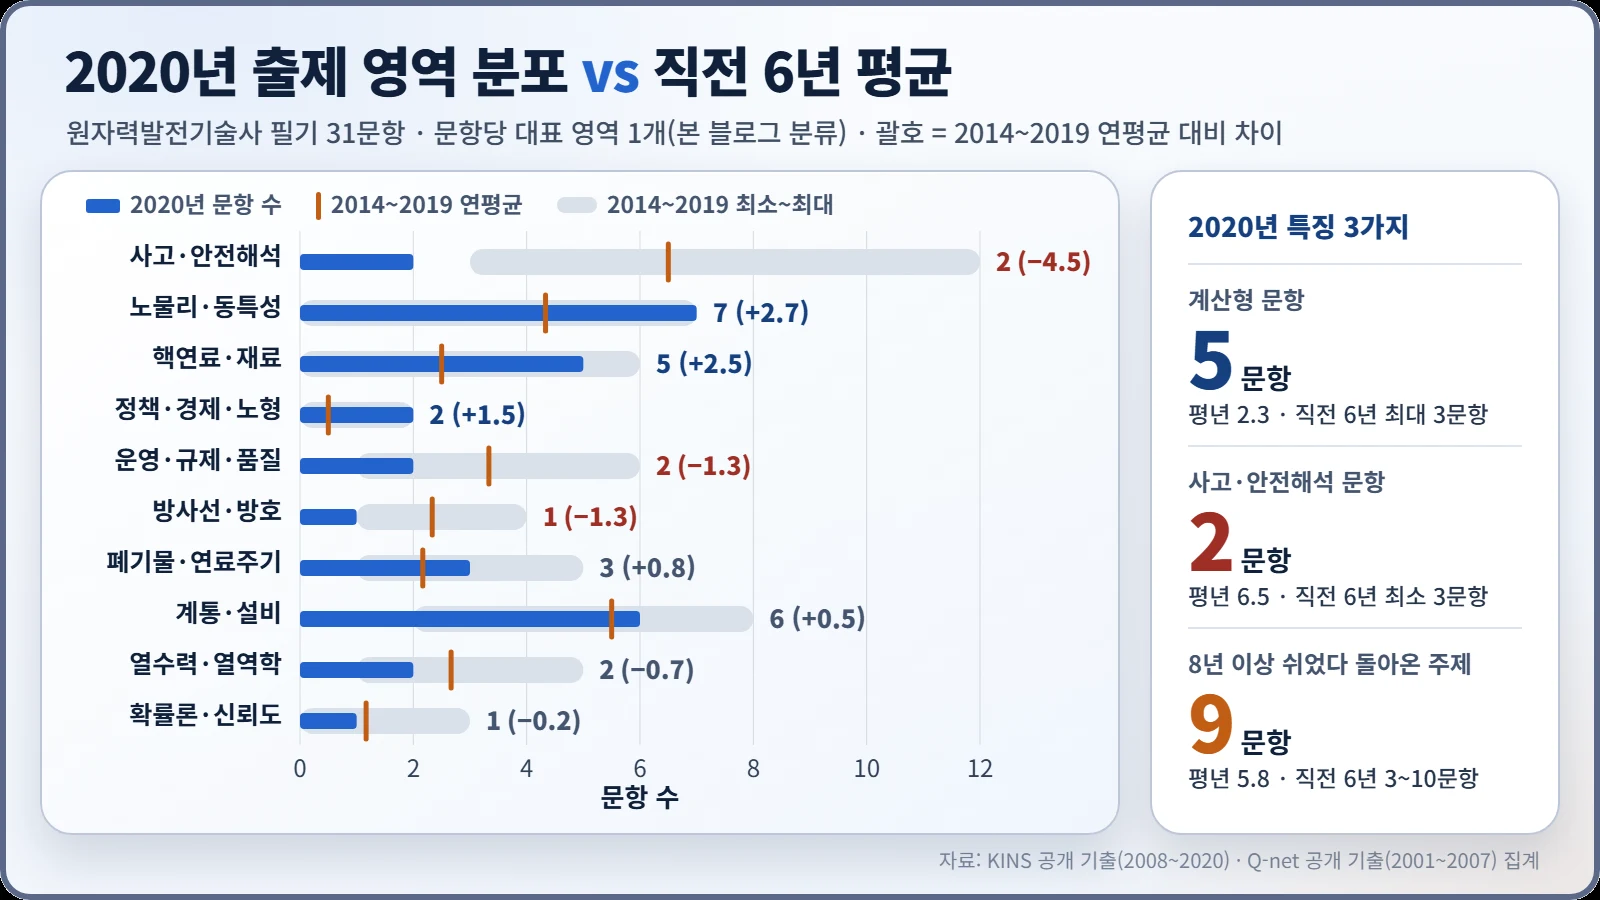 2020년 출제 영역 분포 vs 직전 6년 평균
원자력발전기술사 필기 31문항 · 문항당 대표 영역 1개(본 블로그 분류) · 괄호 = 2014~2019 연평균 대비 차이
2020년 문항 수 2014~2019 연평균 2014~2019 최소~최대
사고·안전해석 2 (−4.5)
노물리·동특성 7 (+2.7)
핵연료·재료 5 (+2.5)
정책·경제·노형 2 (+1.5)
운영·규제·품질 2 (−1.3)
방사선·방호 1 (−1.3)
폐기물·연료주기 3 (+0.8)
계통·설비 6 (+0.5)
열수력·열역학 2 (−0.7)
확률론·신뢰도 1 (−0.2)
0 2 4 6 8 10 12
문항 수
2020년 특징 3가지
계산형 문항
5 문항
평년 2.3 · 직전 6년 최대 3문항
사고·안전해석 문항
2 문항
평년 6.5 · 직전 6년 최소 3문항
8년 이상 쉬었다 돌아온 주제
9 문항
평년 5.8 · 직전 6년 3~10문항
자료: KINS 공개 기출(2008~2020) · Q-net 공개 기출(2001~2007) 집계